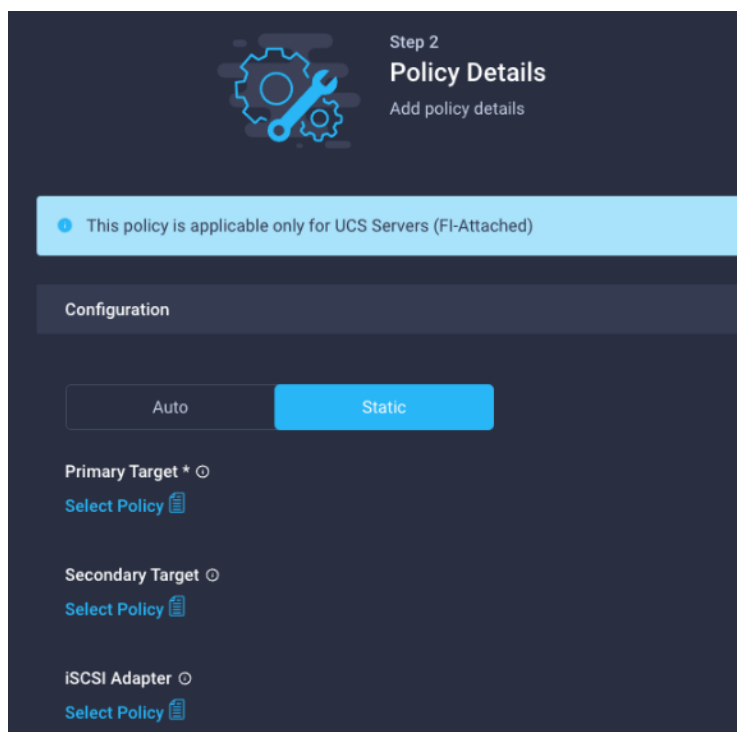 Step 2
Policy Details
Add policy details
This policy is applicable only for UCS Servers (FI-Attached)
Configuration
Auto
Static
Primary Target *
Select Policy
Secondary Target
Select Policy
iSCSI Adapter
Select Policy